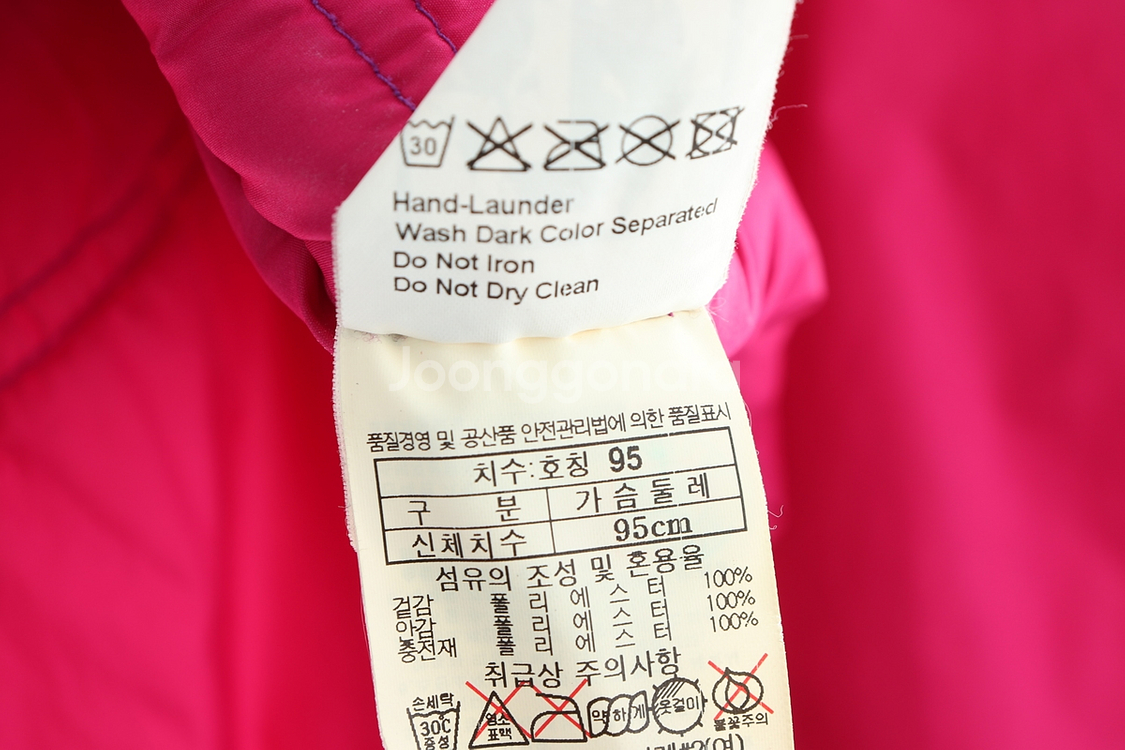 30
Hand-Launder
Wash Dark Color Separated
Do Not Iron
Do Not Dry Clean
품질경영 및 공산품 안전관리법에 의한 품질표시
치수:호칭 95
구 분 가슴둘레
신체치수 95cm
섬유의 조성 및 혼용율
겉감 폴리에스터 100%
안감 폴리에스터 100%
충전재 폴리에스터 100%
취급상 주의사항
손세탁 30℃ 중성
염소 표백
약하게
옷걸이
불꽃주의